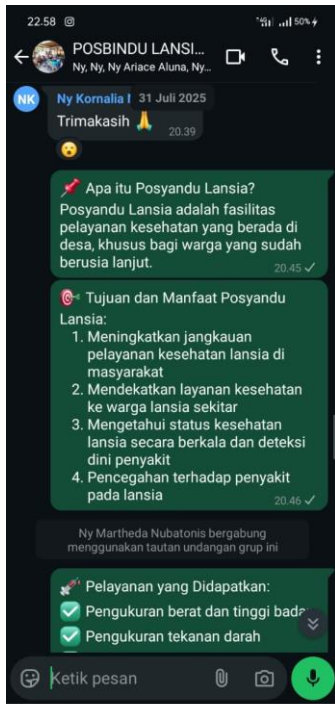 22.58
50%
POSBINDU LANSI...
Ny, Ny, Ny Ariace Aluna, Ny...
NK
Ny Kornalia
31 Juli 2025
Trimakasih 🙏
20.39
😮
📌 Apa itu Posyandu Lansia?
Posyandu Lansia adalah fasilitas
pelayanan kesehatan yang berada di
desa, khusus bagi warga yang sudah
berusia lanjut.
20.45 ✓
🎯 Tujuan dan Manfaat Posyandu
Lansia:
1. Meningkatkan jangkauan
pelayanan kesehatan lansia di
masyarakat
2. Mendekatkan layanan kesehatan
ke warga lansia sekitar
3. Mengetahui status kesehatan
lansia secara berkala dan deteksi
dini penyakit
4. Pencegahan terhadap penyakit
pada lansia
20.46 ✓
Ny Martheda Nubatonis bergabung
menggunakan tautan undangan grup ini
💉 Pelayanan yang Didapatkan:
✅ Pengukuran berat dan tinggi bada
✅ Pengukuran tekanan darah
Ketik pesan